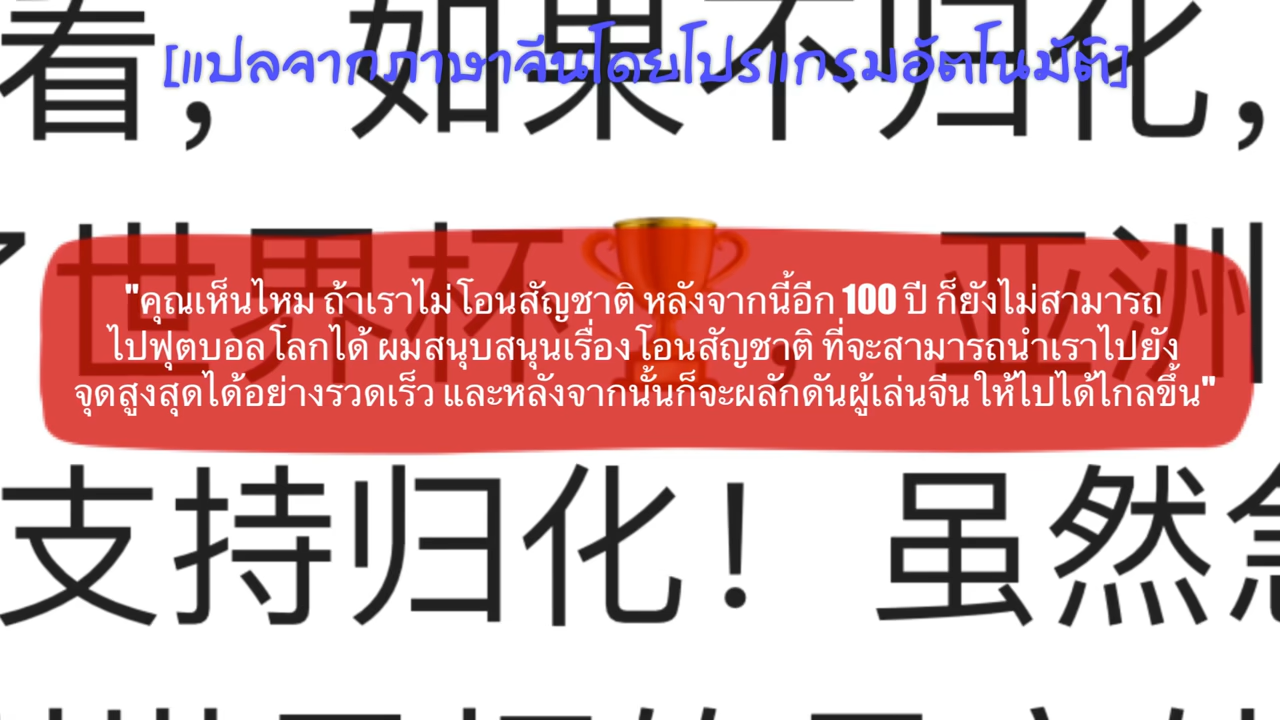 看，如果不归化，
[แปลจากภาษาจีนโดยโปรแกรมอัตโนมัติ]
世界杯🏆，亚洲
"คุณเห็นไหม ถ้าเราไม่โอนสัญชาติ หลังจากนี้อีก 100 ปี ก็ยังไม่สามารถ
ไปฟุตบอลโลกได้ ผมสนุบสนุนเรื่องโอนสัญชาติ ที่จะสามารถนำเราไปยัง
จุดสูงสุดได้อย่างรวดเร็ว และหลังจากนั้นก็จะผลักดันผู้เล่นจีนให้ไปได้ไกลขึ้น"
支持归化！虽然